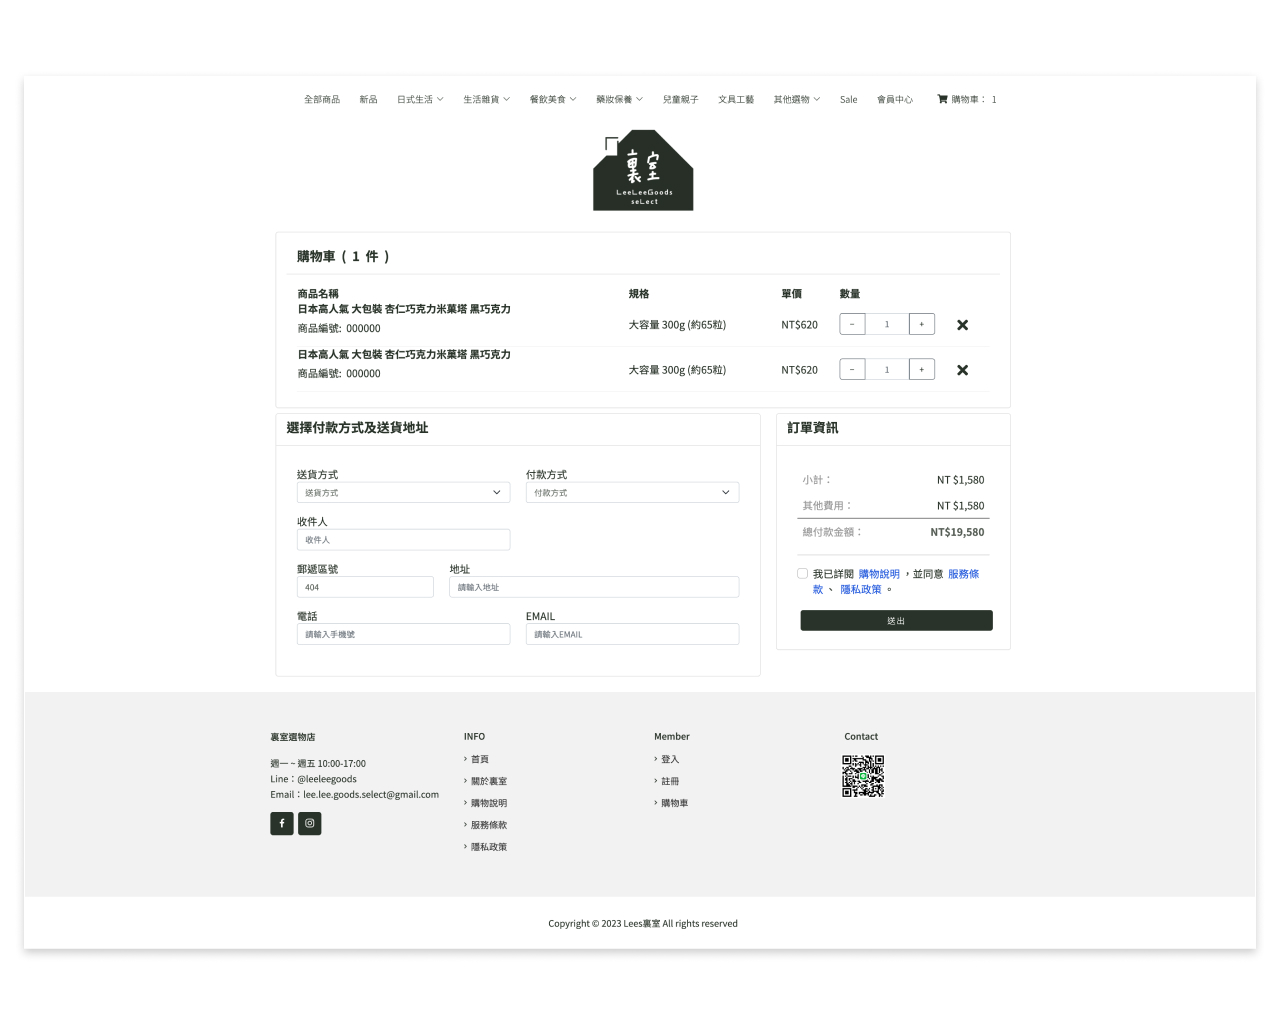 全部商品 新品 日式生活 生活雜貨 餐飲美食 藥妝保養 兒童親子 文具工藝 其他選物 Sale 會員中心 購物車： 1
裏室
LeeLeeGoods
seLect
購物車 ( 1 件 )
商品名稱 規格 單價 數量
日本高人氣 大包裝 杏仁巧克力米菓塔 黑巧克力
商品編號: 000000 大容量 300g (約65粒) NT$620 − 1 +
日本高人氣 大包裝 杏仁巧克力米菓塔 黑巧克力
商品編號: 000000 大容量 300g (約65粒) NT$620 − 1 +
選擇付款方式及送貨地址
送貨方式 付款方式
送貨方式 付款方式
收件人
收件人
郵遞區號 地址
404 請輸入地址
電話 EMAIL
請輸入手機號 請輸入EMAIL
訂單資訊
小計： NT $1,580
其他費用： NT $1,580
總付款金額： NT$19,580
我已詳閱 購物說明 ，並同意 服務條
款 、 隱私政策 。
送出
裏室選物店
週一 ~ 週五 10:00-17:00
Line：@leeleegoods
Email：lee.lee.goods.select@gmail.com
INFO
首頁
關於裏室
購物說明
服務條款
隱私政策
Member
登入
註冊
購物車
Contact
Copyright © 2023 Lees裏室 All rights reserved